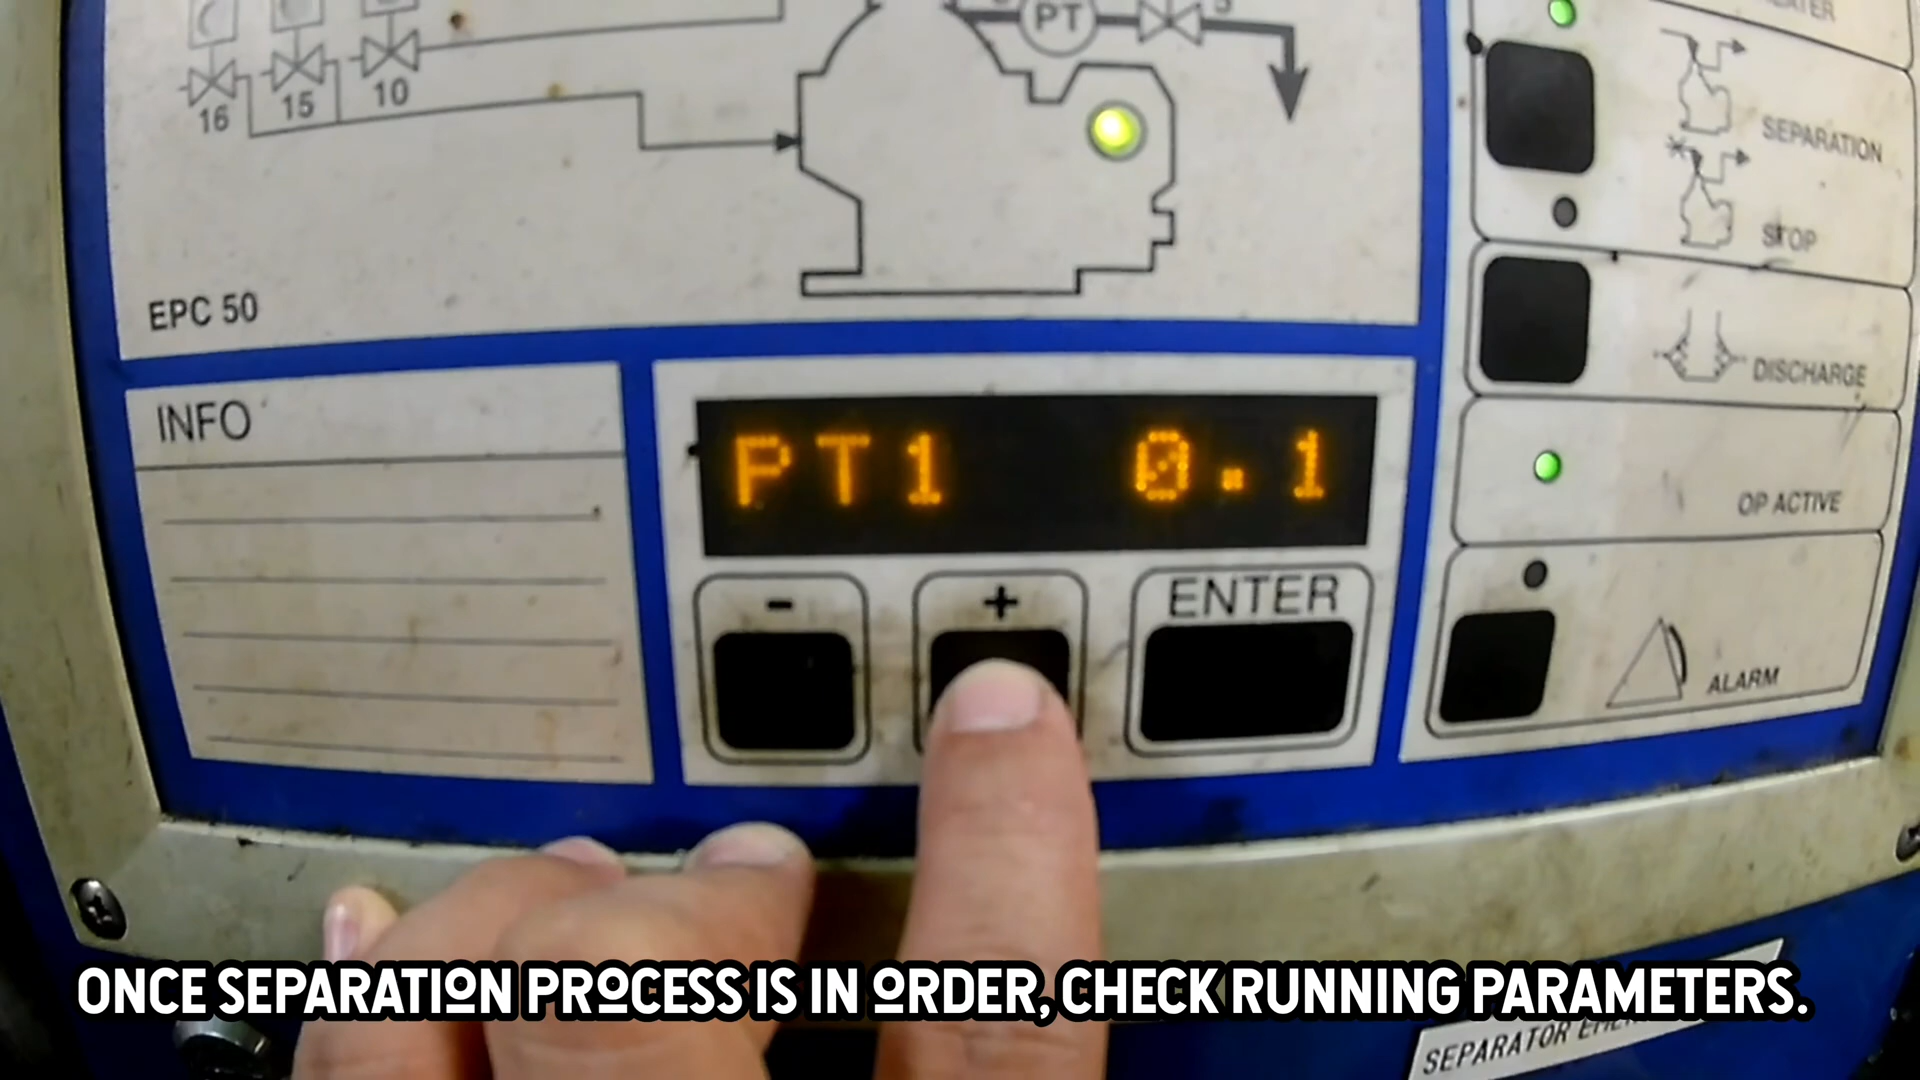 PT
5
16
15
10
SEPARATION
STOP
EPC 50
DISCHARGE
INFO
PT1 0.1
OP ACTIVE
- + ENTER
ALARM
ONCE SEPARATION PROCESS IS IN ORDER, CHECK RUNNING PARAMETERS.
SEPARATOR